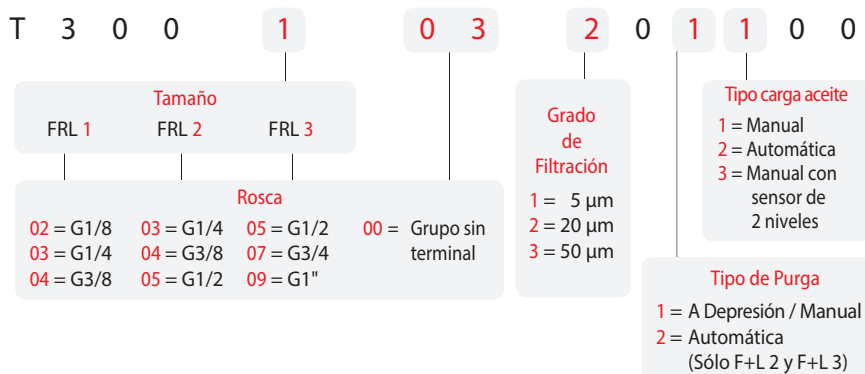 T 3 0 0 1 0 3 2 0 1 1 0 0
Tamaño
FRL 1 FRL 2 FRL 3
Rosca
02 = G1/8 03 = G1/4 05 = G1/2 00 = Grupo sin
03 = G1/4 04 = G3/8 07 = G3/4 terminal
04 = G3/8 05 = G1/2 09 = G1"
Grado
de
Filtración
1 = 5 µm
2 = 20 µm
3 = 50 µm
Tipo carga aceite
1 = Manual
2 = Automática
3 = Manual con
sensor de
2 niveles
Tipo de Purga
1 = A Depresión / Manual
2 = Automática
(Sólo F+L 2 y F+L 3)